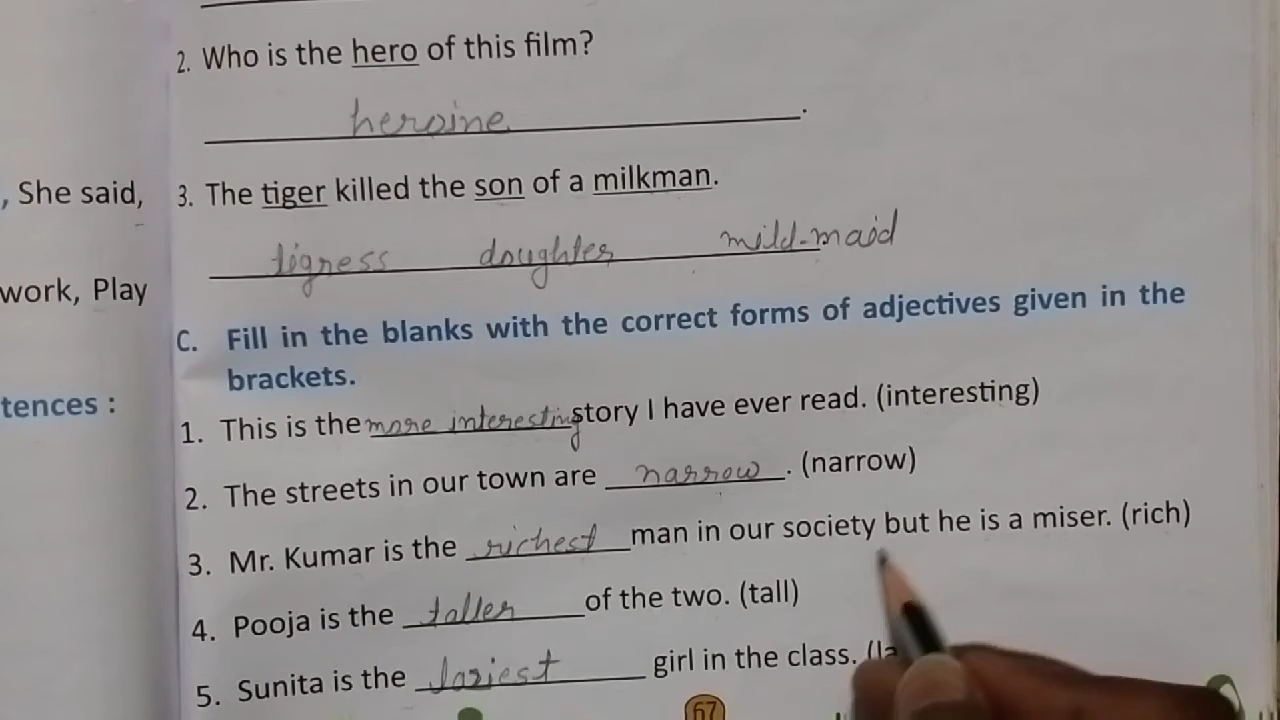 2. Who is the hero of this film?
heroine .
, She said,
3. The tiger killed the son of a milkman.
tigress doughter mild-maid
work, Play
C. Fill in the blanks with the correct forms of adjectives given in the
brackets.
tences :
1. This is the more interesting story I have ever read. (interesting)
2. The streets in our town are narrow. (narrow)
3. Mr. Kumar is the richest man in our society but he is a miser. (rich)
4. Pooja is the taller of the two. (tall)
5. Sunita is the laziest girl in the class. (la
67